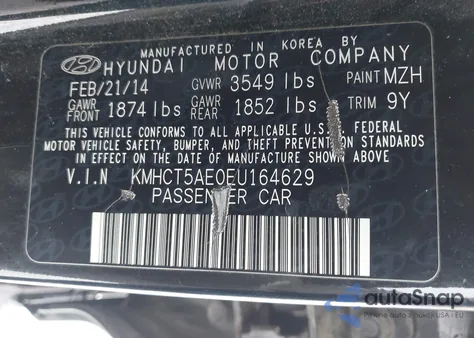 MANUFACTURED IN KOREA BY
HYUNDAI MOTOR COMPANY
FEB/21/14 GVWR 3549 lbs PAINT MZH
GAWR FRONT 1874 lbs GAWR REAR 1852 lbs TRIM 9Y
THIS VEHICLE CONFORMS TO ALL APPLICABLE U.S. FEDERAL
MOTOR VEHICLE SAFETY, BUMPER, AND THEFT PREVENTION STANDARDS
IN EFFECT ON THE DATE OF MANUFACTURE SHOWN ABOVE.
V.I.N KMHCT5AE0EU164629
PASSENGER CAR
autoSnap